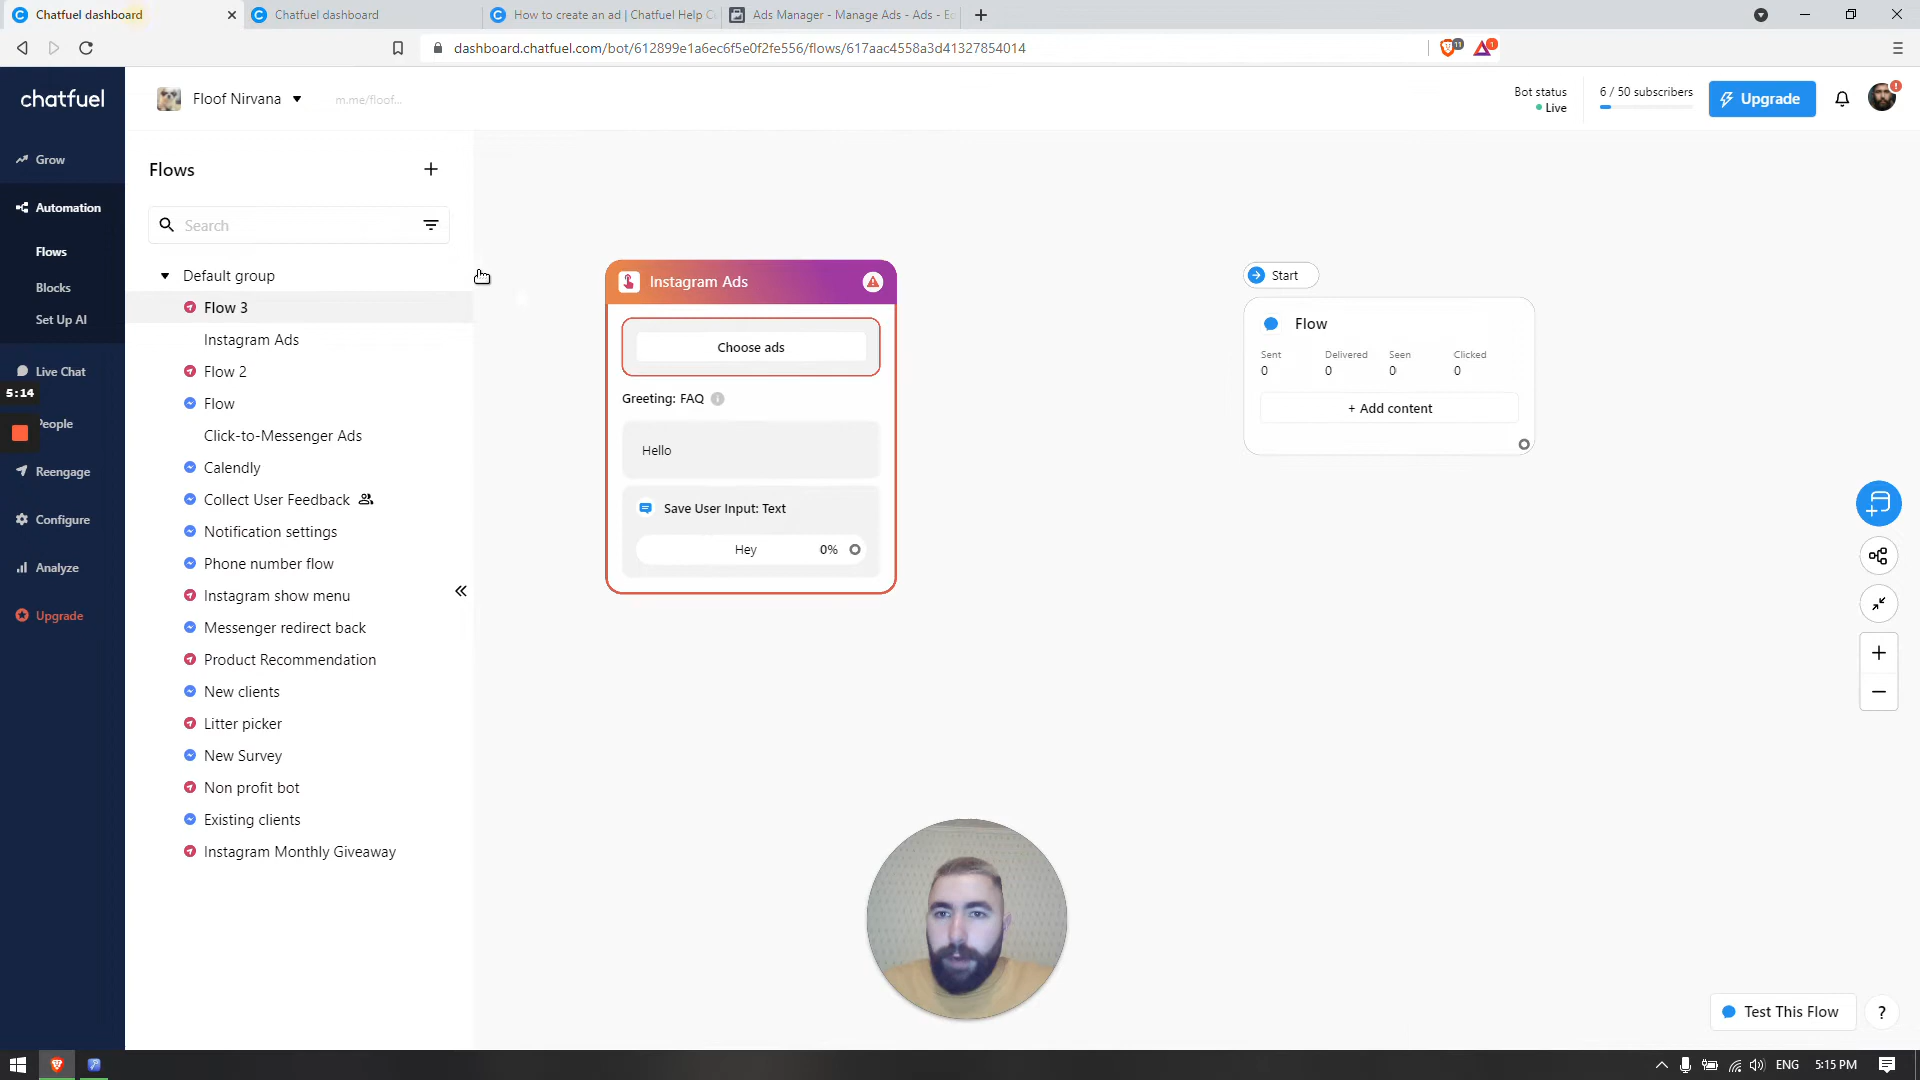 Chatfuel dashboard
Chatfuel dashboard
How to create an ad | Chatfuel Help C
Ads Manager - Manage Ads - Ads - E
dashboard.chatfuel.com/bot/612899e1a6ec6f5e0f2fe556/flows/617aac4558a3d41327854014
11
1
chatfuel
Floof Nirvana
m.me/floof...
Bot status
Live
6 / 50 subscribers
Upgrade
!
Grow
Automation
Flows
Blocks
Set Up AI
Live Chat
5:14
People
Reengage
Configure
Analyze
Upgrade
Flows
Search
Default group
Flow 3
Instagram Ads
Flow 2
Flow
Click-to-Messenger Ads
Calendly
Collect User Feedback
Notification settings
Phone number flow
Instagram show menu
Messenger redirect back
Product Recommendation
New clients
Litter picker
New Survey
Non profit bot
Existing clients
Instagram Monthly Giveaway
Instagram Ads
Choose ads
Greeting: FAQ
Hello
Save User Input: Text
Hey 0%
Start
Flow
Sent Delivered Seen Clicked
0 0 0 0
+ Add content
Test This Flow
?
ENG
5:15 PM